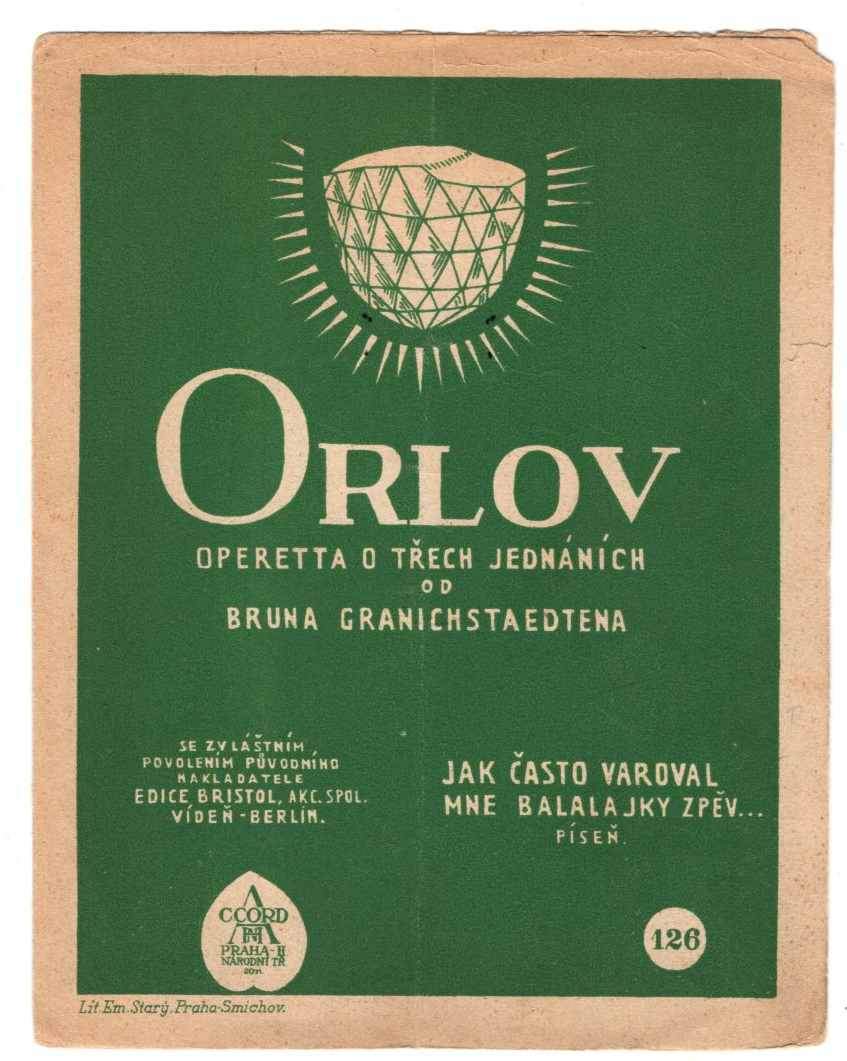 ORLOV
OPERETTA O TŘECH JEDNÁNÍCH
OD
BRUNA GRANICHSTAEDTENA
SE ZVLÁŠTNÍM
POVOLENÍM PŮVODNÍHO
NAKLADATELE
EDICE BRISTOL, AKC. SPOL.
VÍDEŇ - BERLÍN.
JAK ČASTO VAROVAL
MNE BALALAJKY ZPĚV...
PÍSEŇ.
ACCORD
PRAHA - II
NÁRODNÍ TŘ
126
Lit. Em. Starý. Praha-Smíchov.